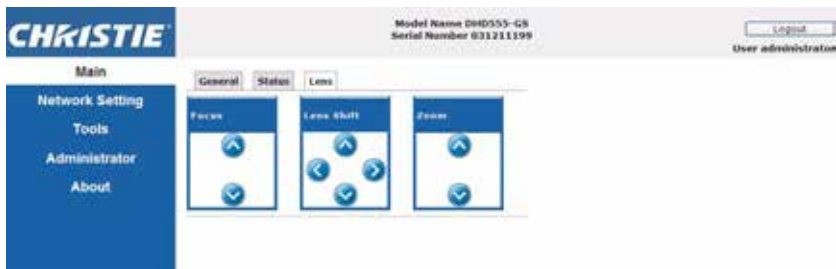 CHRISTIE
Model Name DHD555-GS
Serial Number 031211199
Logout
User administrator
Main
Network Setting
Tools
Administrator
About
General Status Lens
Focus Lens Shift Zoom